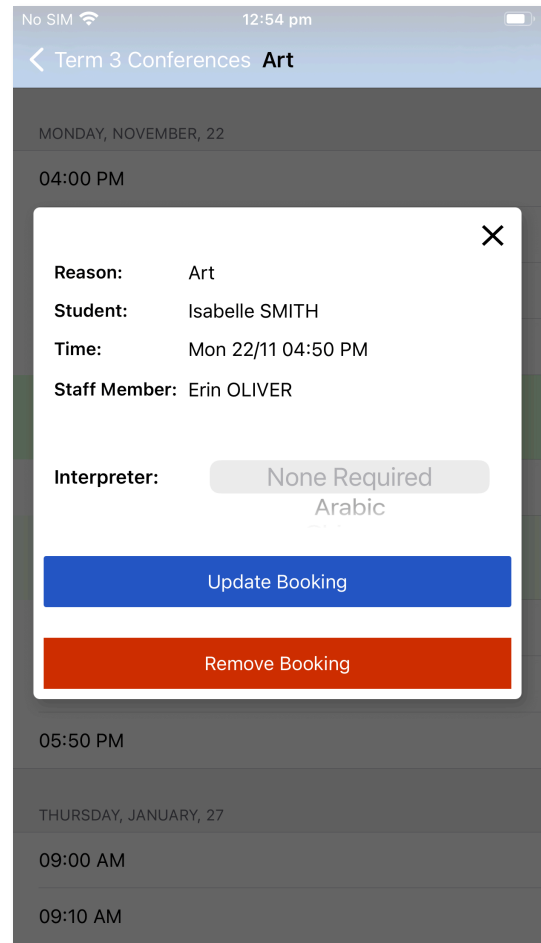 No SIM 12:54 pm
Term 3 Conferences Art
MONDAY, NOVEMBER, 22
04:00 PM
Reason: Art
Student: Isabelle SMITH
Time: Mon 22/11 04:50 PM
Staff Member: Erin OLIVER
Interpreter: None Required
Arabic
Update Booking
Remove Booking
05:50 PM
THURSDAY, JANUARY, 27
09:00 AM
09:10 AM